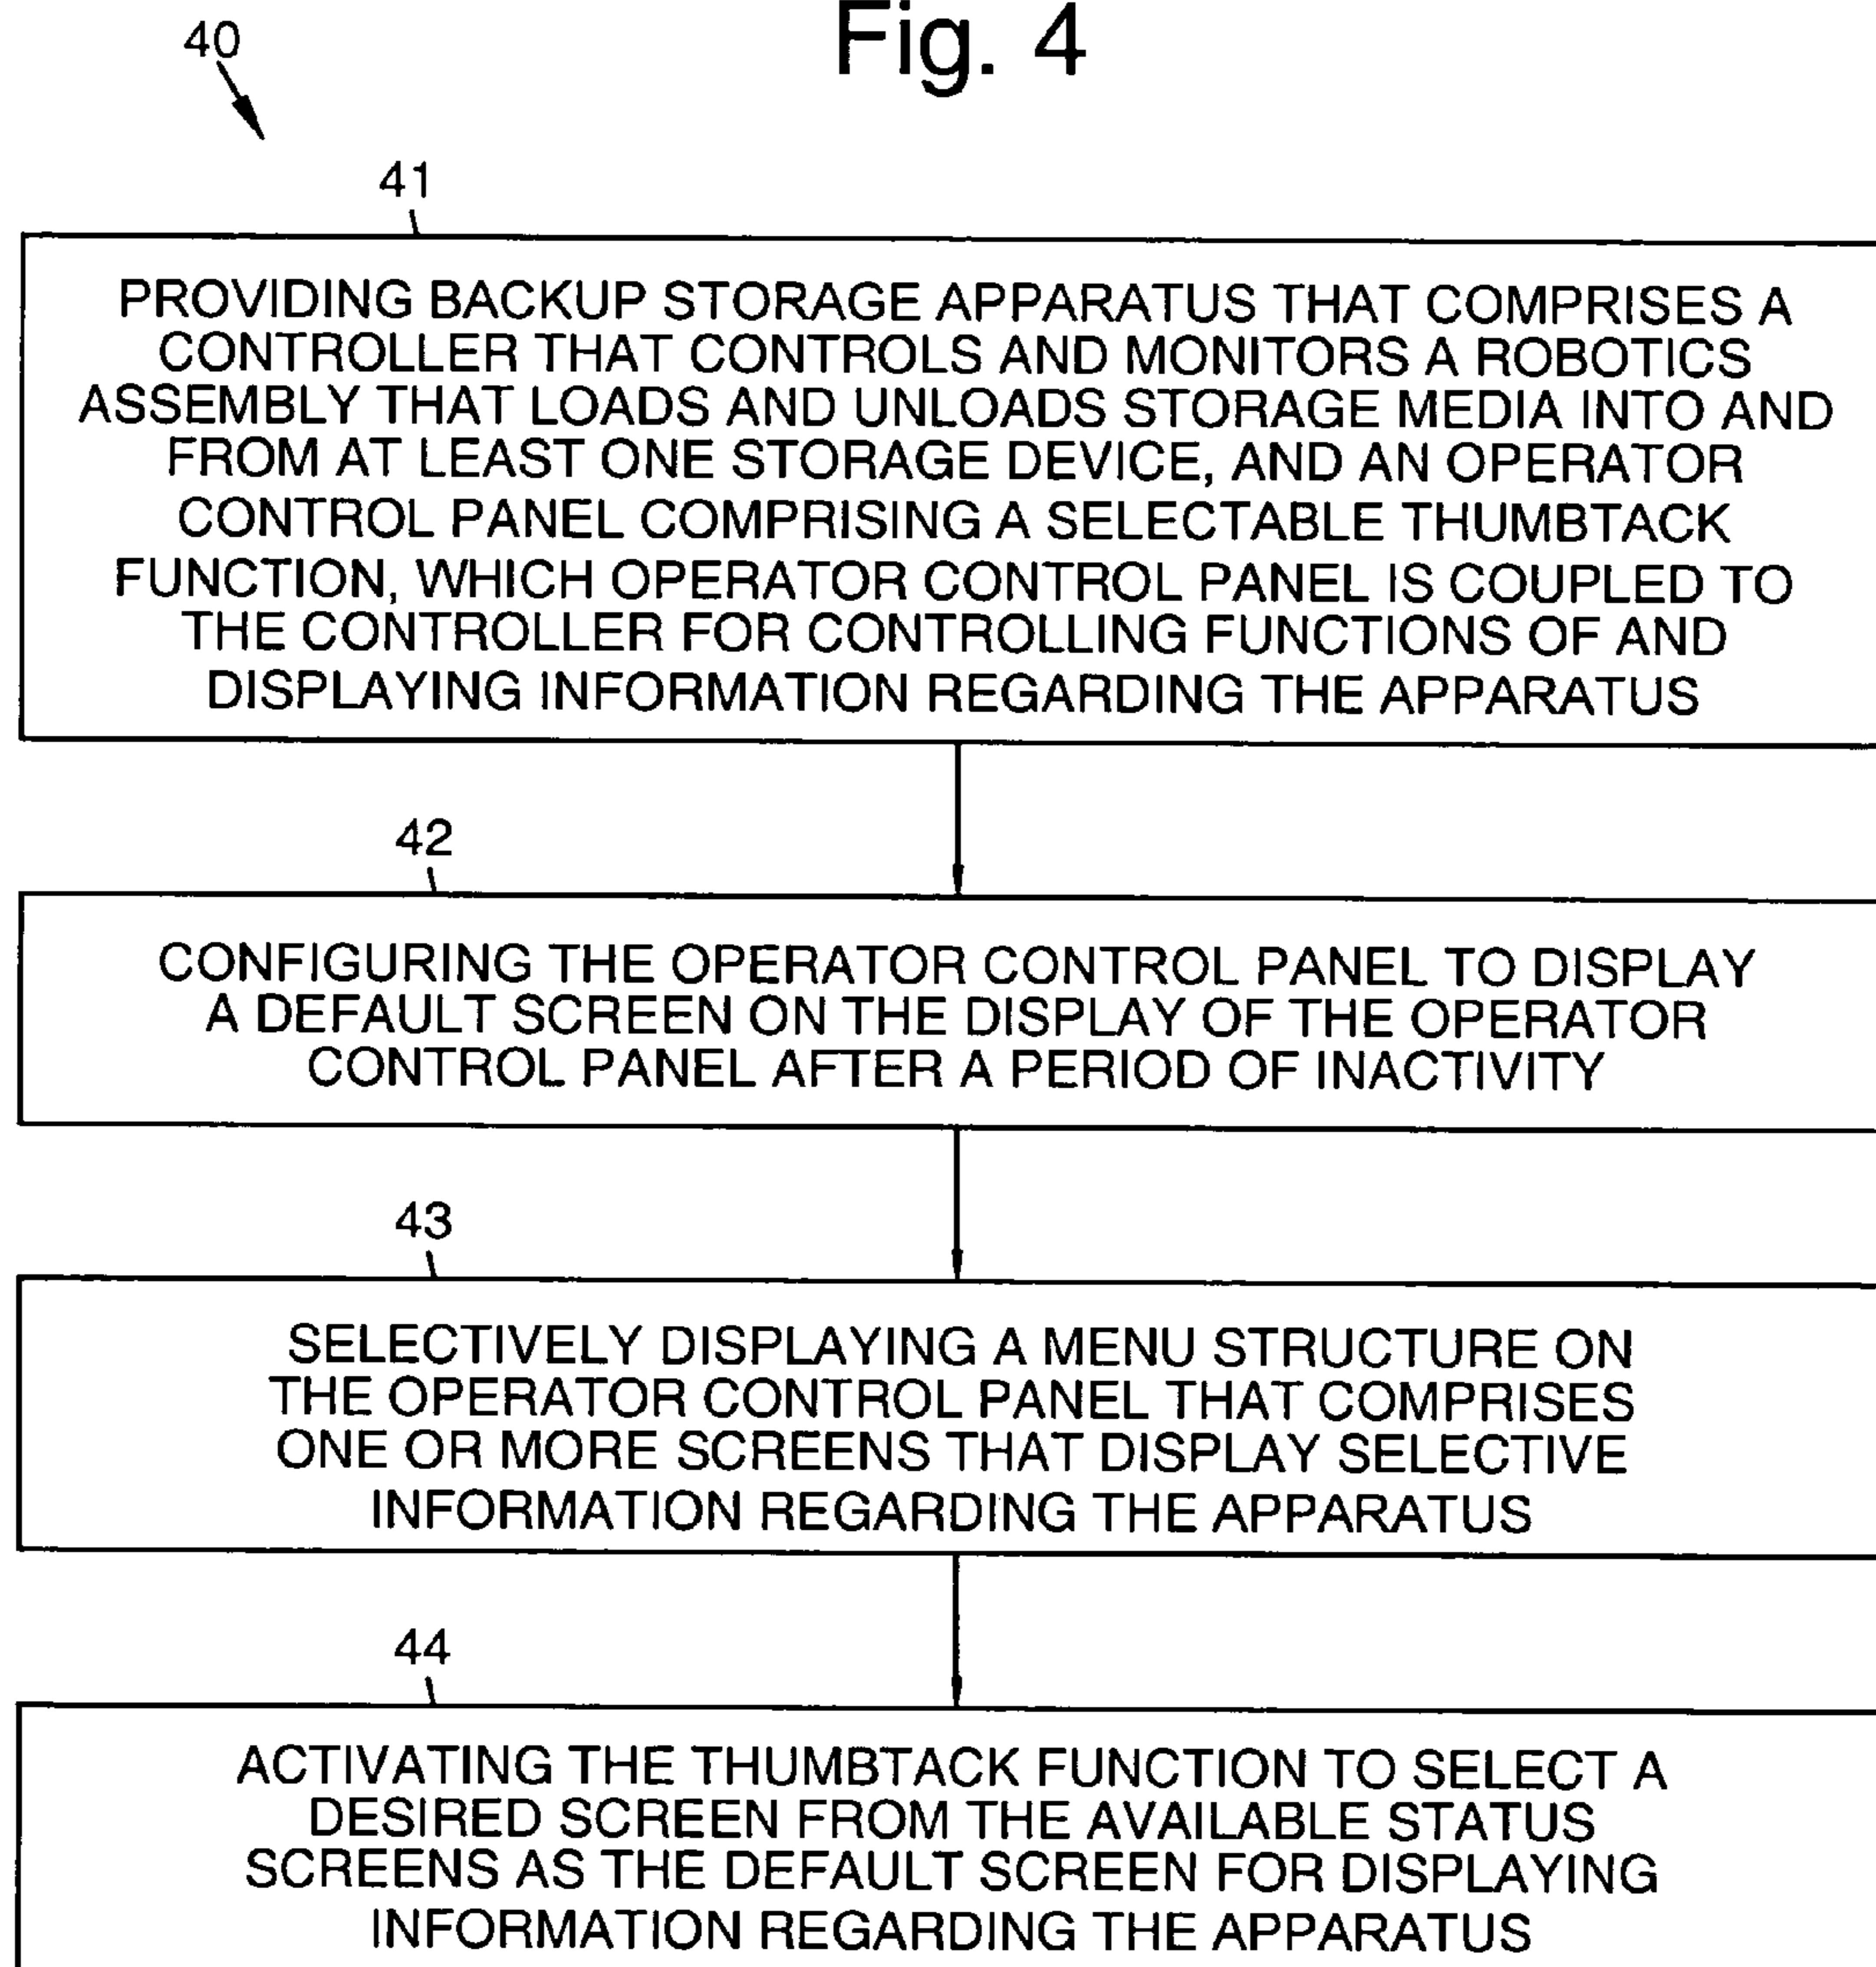 Fig. 4
40
41
PROVIDING BACKUP STORAGE APPARATUS THAT COMPRISES A
CONTROLLER THAT CONTROLS AND MONITORS A ROBOTICS
ASSEMBLY THAT LOADS AND UNLOADS STORAGE MEDIA INTO AND
FROM AT LEAST ONE STORAGE DEVICE, AND AN OPERATOR
CONTROL PANEL COMPRISING A SELECTABLE THUMBTACK
FUNCTION, WHICH OPERATOR CONTROL PANEL IS COUPLED TO
THE CONTROLLER FOR CONTROLLING FUNCTIONS OF AND
DISPLAYING INFORMATION REGARDING THE APPARATUS
42
CONFIGURING THE OPERATOR CONTROL PANEL TO DISPLAY
A DEFAULT SCREEN ON THE DISPLAY OF THE OPERATOR
CONTROL PANEL AFTER A PERIOD OF INACTIVITY
43
SELECTIVELY DISPLAYING A MENU STRUCTURE ON
THE OPERATOR CONTROL PANEL THAT COMPRISES
ONE OR MORE SCREENS THAT DISPLAY SELECTIVE
INFORMATION REGARDING THE APPARATUS
44
ACTIVATING THE THUMBTACK FUNCTION TO SELECT A
DESIRED SCREEN FROM THE AVAILABLE STATUS
SCREENS AS THE DEFAULT SCREEN FOR DISPLAYING
INFORMATION REGARDING THE APPARATUS